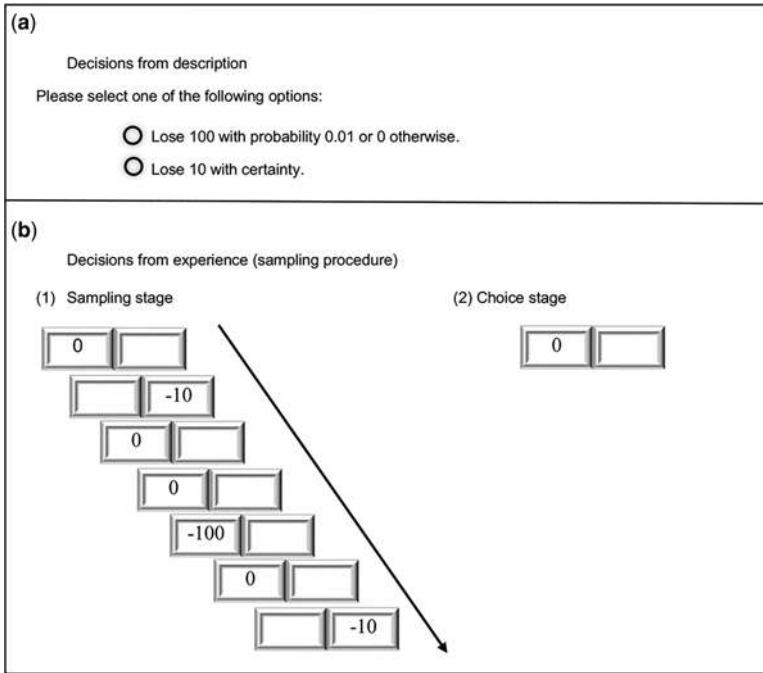 (a)
Decisions from description
Please select one of the following options:
Lose 100 with probability 0.01 or 0 otherwise.
Lose 10 with certainty.
(b)
Decisions from experience (sampling procedure)
(1) Sampling stage
(2) Choice stage
0
0
-10
0
0
-100
0
-10